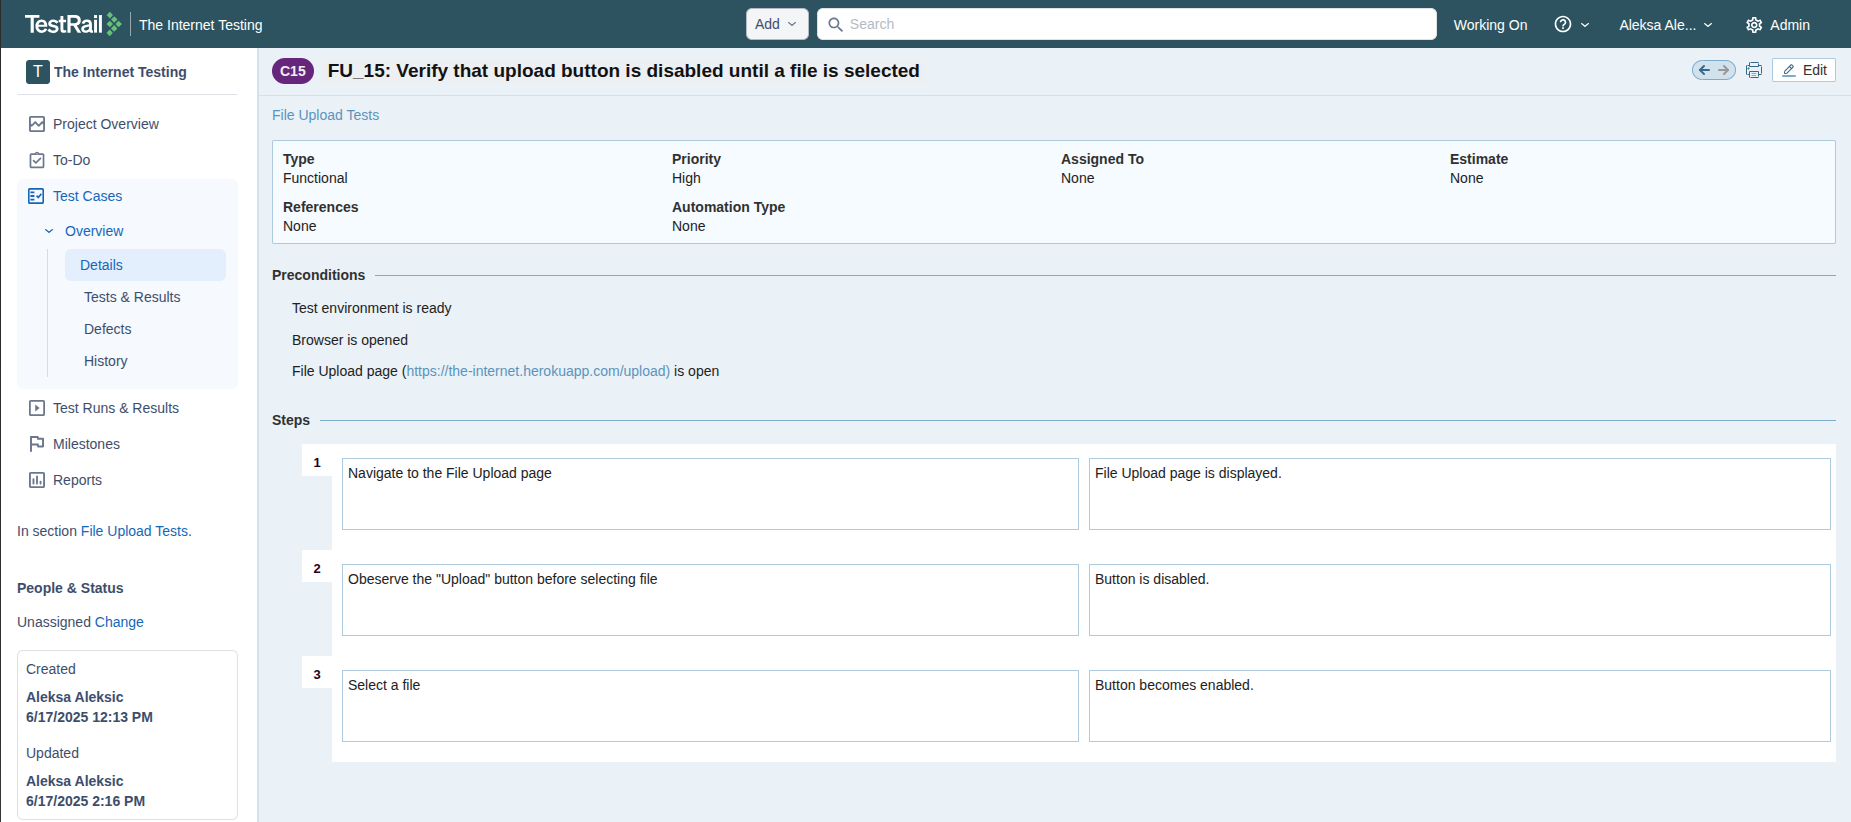 TestRail The Internet Testing Add Search Working On Aleksa Ale... Admin
T The Internet Testing
Project Overview
To-Do
Test Cases
Overview
Details
Tests & Results
Defects
History
Test Runs & Results
Milestones
Reports
In section File Upload Tests.
People & Status
Unassigned Change
Created
Aleksa Aleksic
6/17/2025 12:13 PM
Updated
Aleksa Aleksic
6/17/2025 2:16 PM
C15 FU_15: Verify that upload button is disabled until a file is selected Edit
File Upload Tests
Type Priority Assigned To Estimate
Functional High None None
References Automation Type
None None
Preconditions
Test environment is ready
Browser is opened
File Upload page (https://the-internet.herokuapp.com/upload) is open
Steps
1 Navigate to the File Upload page File Upload page is displayed.
2 Obeserve the "Upload" button before selecting file Button is disabled.
3 Select a file Button becomes enabled.